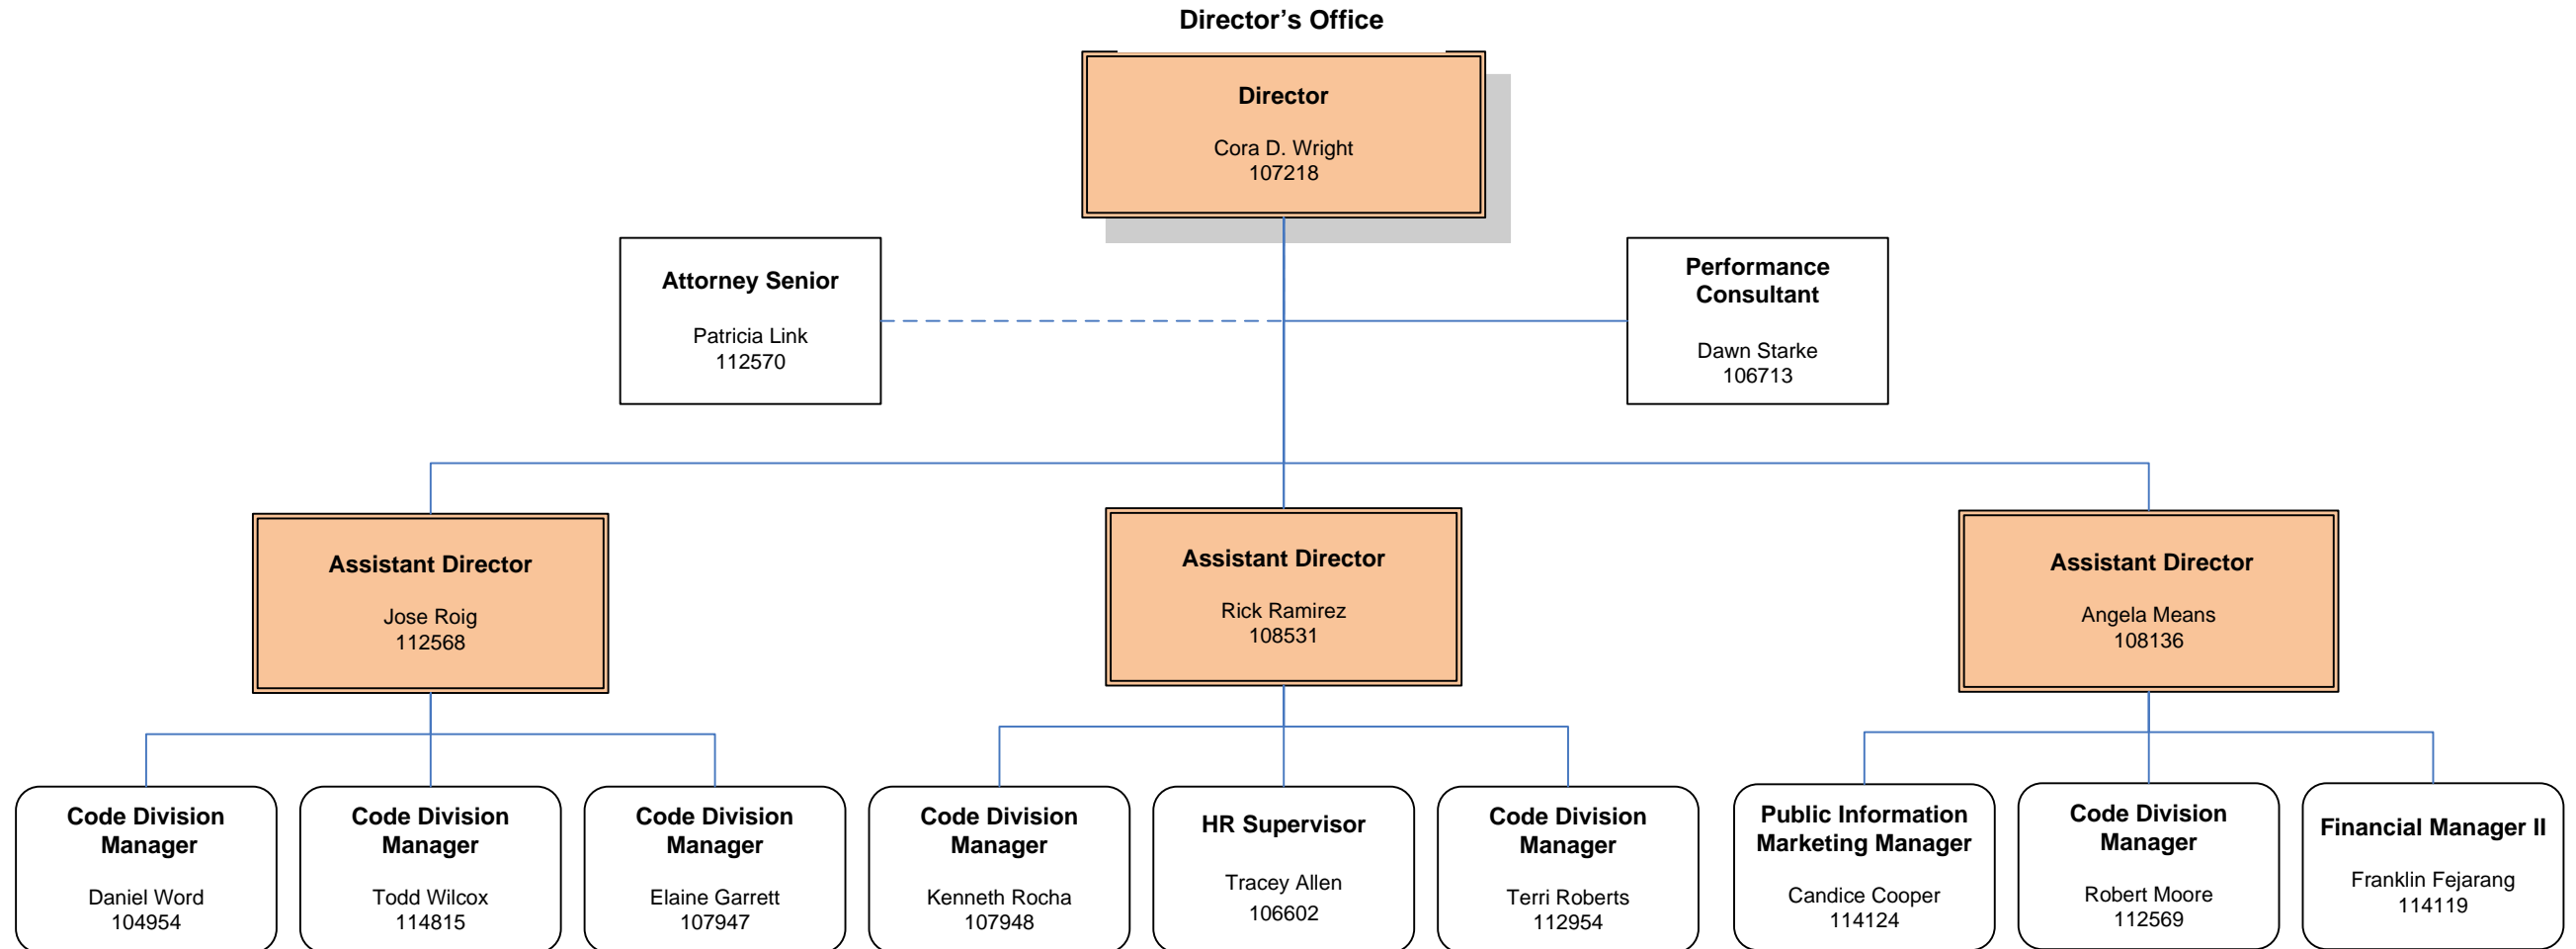 Director’s Office
Director
Cora D. Wright
107218
Attorney Senior
Patricia Link
112570
Performance
Consultant
Dawn Starke
106713
Assistant Director
Jose Roig
112568
Assistant Director
Rick Ramirez
108531
Assistant Director
Angela Means
108136
Code Division
Manager
Daniel Word
104954
Code Division
Manager
Todd Wilcox
114815
Code Division
Manager
Elaine Garrett
107947
Code Division
Manager
Kenneth Rocha
107948
HR Supervisor
Tracey Allen
106602
Code Division
Manager
Terri Roberts
112954
Public Information
Marketing Manager
Candice Cooper
114124
Code Division
Manager
Robert Moore
112569
Financial Manager II
Franklin Fejarang
114119